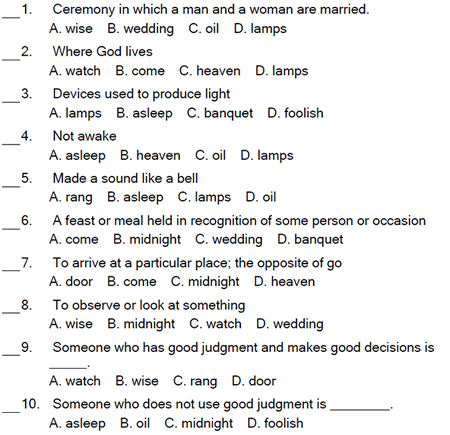 ___1. Ceremony in which a man and a woman are married.
A. wise B. wedding C. oil D. lamps
___2. Where God lives
A. watch B. come C. heaven D. lamps
___3. Devices used to produce light
A. lamps B. asleep C. banquet D. foolish
___4. Not awake
A. asleep B. heaven C. oil D. lamps
___5. Made a sound like a bell
A. rang B. asleep C. lamps D. oil
___6. A feast or meal held in recognition of some person or occasion
A. come B. midnight C. wedding D. banquet
___7. To arrive at a particular place; the opposite of go
A. door B. come C. midnight D. heaven
___8. To observe or look at something
A. wise B. midnight C. watch D. wedding
___9. Someone who has good judgment and makes good decisions is
_____.
A. watch B. wise C. rang D. door
___10. Someone who does not use good judgment is ________.
A. asleep B. oil C. midnight D. foolish